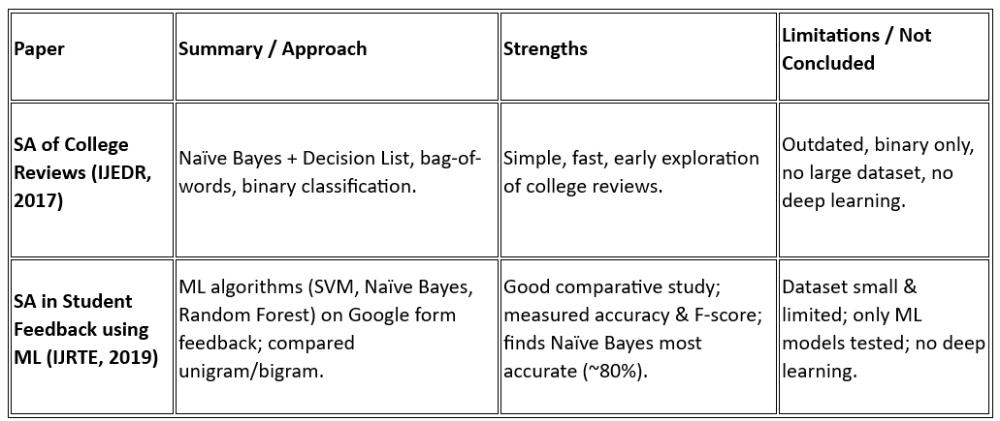 Paper
Summary / Approach
Strengths
Limitations / Not
Concluded
SA of College
Reviews (IJEDR,
2017)
Naïve Bayes + Decision List, bag-of-
words, binary classification.
Simple, fast, early exploration
of college reviews.
Outdated, binary only,
no large dataset, no
deep learning.
SA in Student
Feedback using
ML (IJRTE, 2019)
ML algorithms (SVM, Naïve Bayes,
Random Forest) on Google form
feedback; compared
unigram/bigram.
Good comparative study;
measured accuracy & F-score;
finds Naïve Bayes most
accurate (~80%).
Dataset small &
limited; only ML
models tested; no deep
learning.